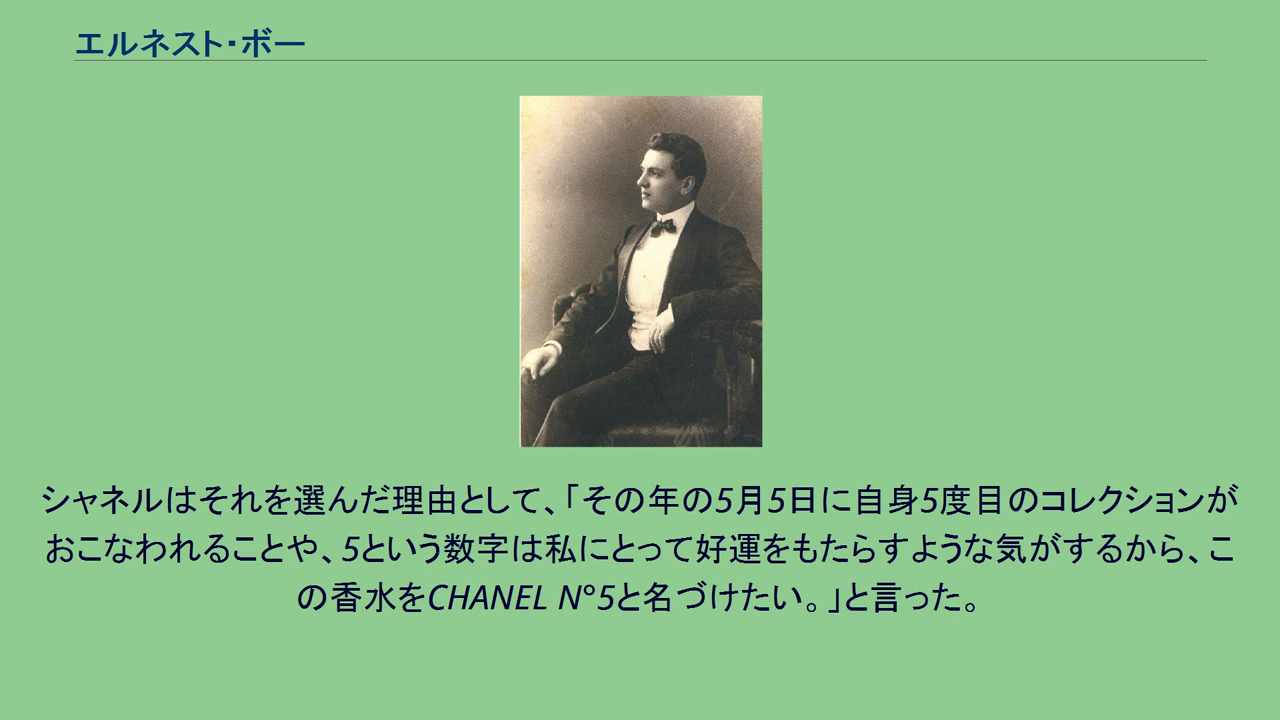 エルネスト・ボー
シャネルはそれを選んだ理由として、「その年の5月5日に自身5度目のコレクションが
おこなわれることや、5という数字は私にとって好運をもたらすような気がするから、こ
の香水をCHANEL N°5と名づけたい。」と言った。